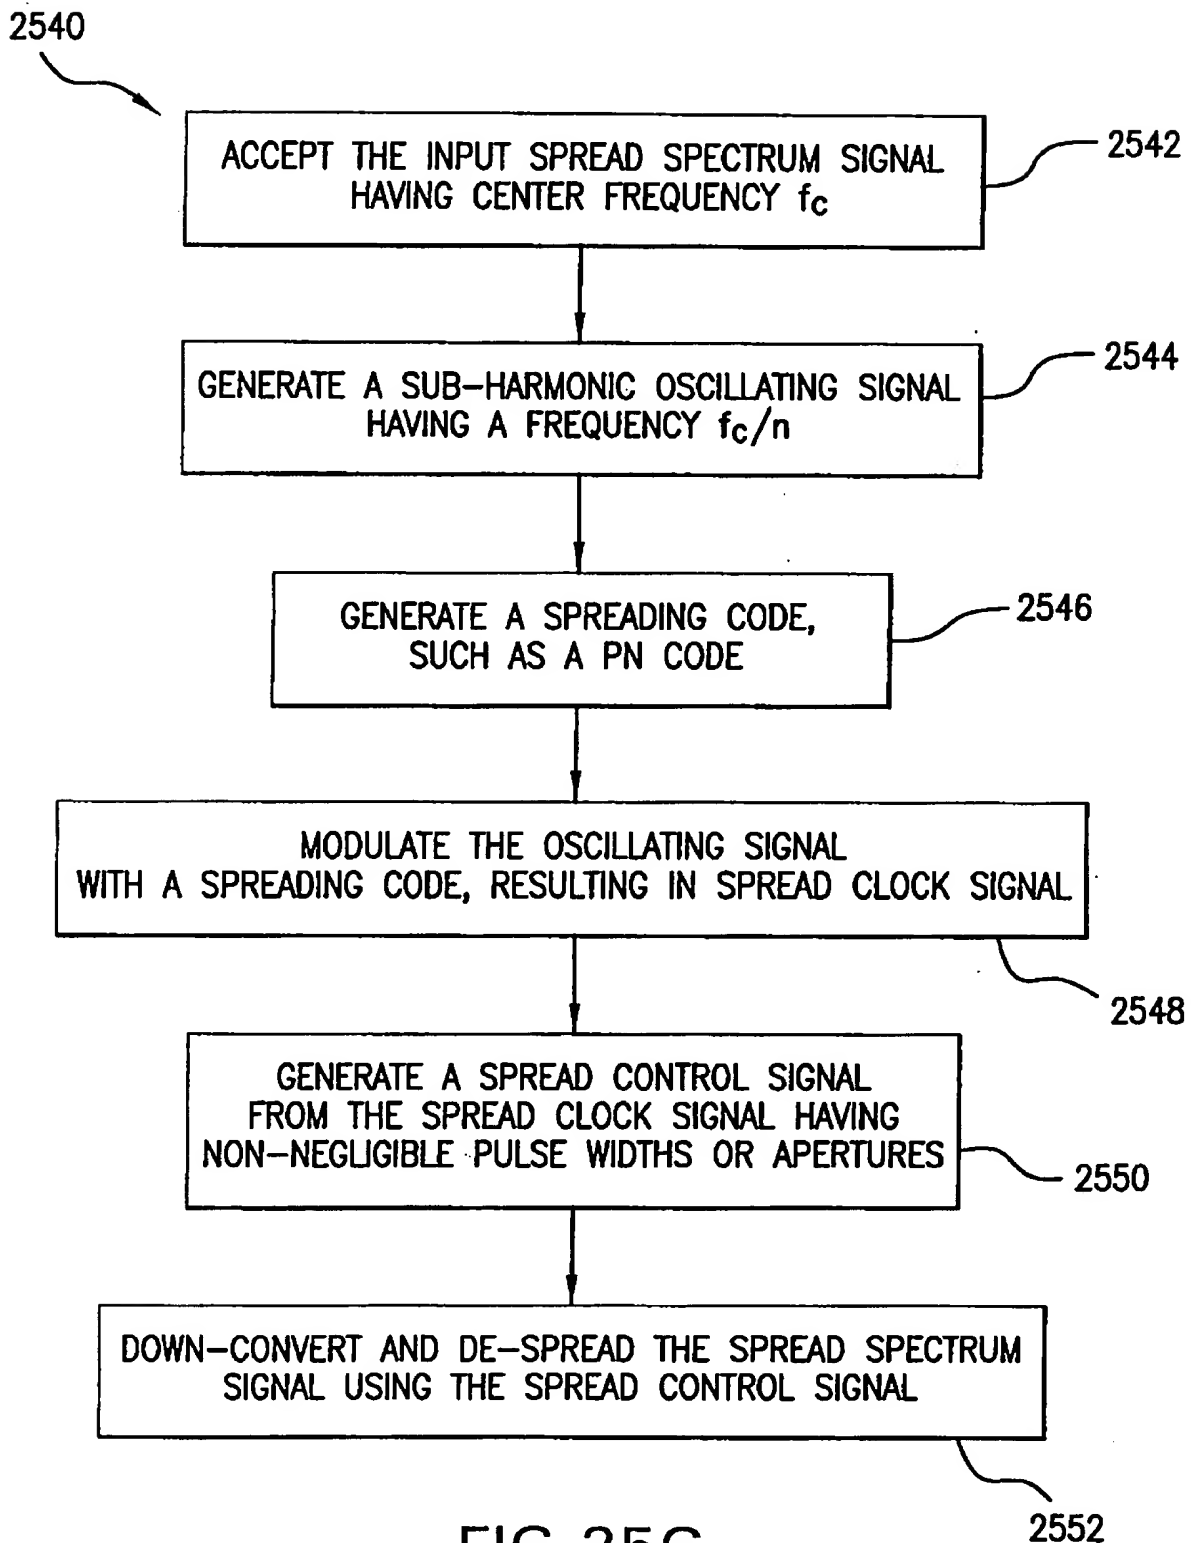 2540
ACCEPT THE INPUT SPREAD SPECTRUM SIGNAL
HAVING CENTER FREQUENCY fc
2542
GENERATE A SUB-HARMONIC OSCILLATING SIGNAL
HAVING A FREQUENCY fc/n
2544
GENERATE A SPREADING CODE,
SUCH AS A PN CODE
2546
MODULATE THE OSCILLATING SIGNAL
WITH A SPREADING CODE, RESULTING IN SPREAD CLOCK SIGNAL
2548
GENERATE A SPREAD CONTROL SIGNAL
FROM THE SPREAD CLOCK SIGNAL HAVING
NON-NEGLIGIBLE PULSE WIDTHS OR APERTURES
2550
DOWN-CONVERT AND DE-SPREAD THE SPREAD SPECTRUM
SIGNAL USING THE SPREAD CONTROL SIGNAL
2552